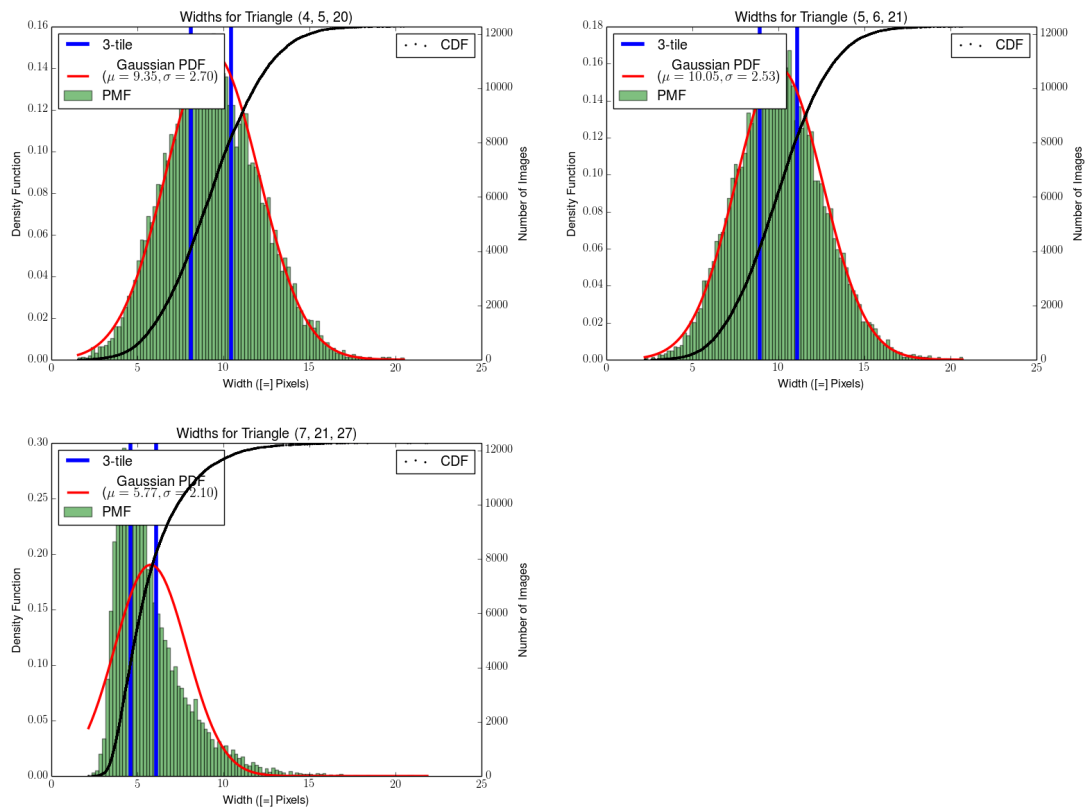 Widths for Triangle (4, 5, 20)
0.16
0.14
0.12
0.10
0.08
0.06
0.04
0.02
0.00
Density Function
3-tile
Gaussian PDF
(μ = 9.35, σ = 2.70)
PMF
CDF
12000
10000
8000
6000
4000
2000
0
Number of Images
0 5 10 15 20 25
Width ([=] Pixels)
Widths for Triangle (5, 6, 21)
0.18
0.16
0.14
0.12
0.10
0.08
0.06
0.04
0.02
0.00
Density Function
3-tile
Gaussian PDF
(μ = 10.05, σ = 2.53)
PMF
CDF
12000
10000
8000
6000
4000
2000
0
Number of Images
0 5 10 15 20 25
Width ([=] Pixels)
Widths for Triangle (7, 21, 27)
0.30
0.25
0.20
0.15
0.10
0.05
0.00
Density Function
3-tile
Gaussian PDF
(μ = 5.77, σ = 2.10)
PMF
CDF
12000
10000
8000
6000
4000
2000
0
Number of Images
0 5 10 15 20 25
Width ([=] Pixels)